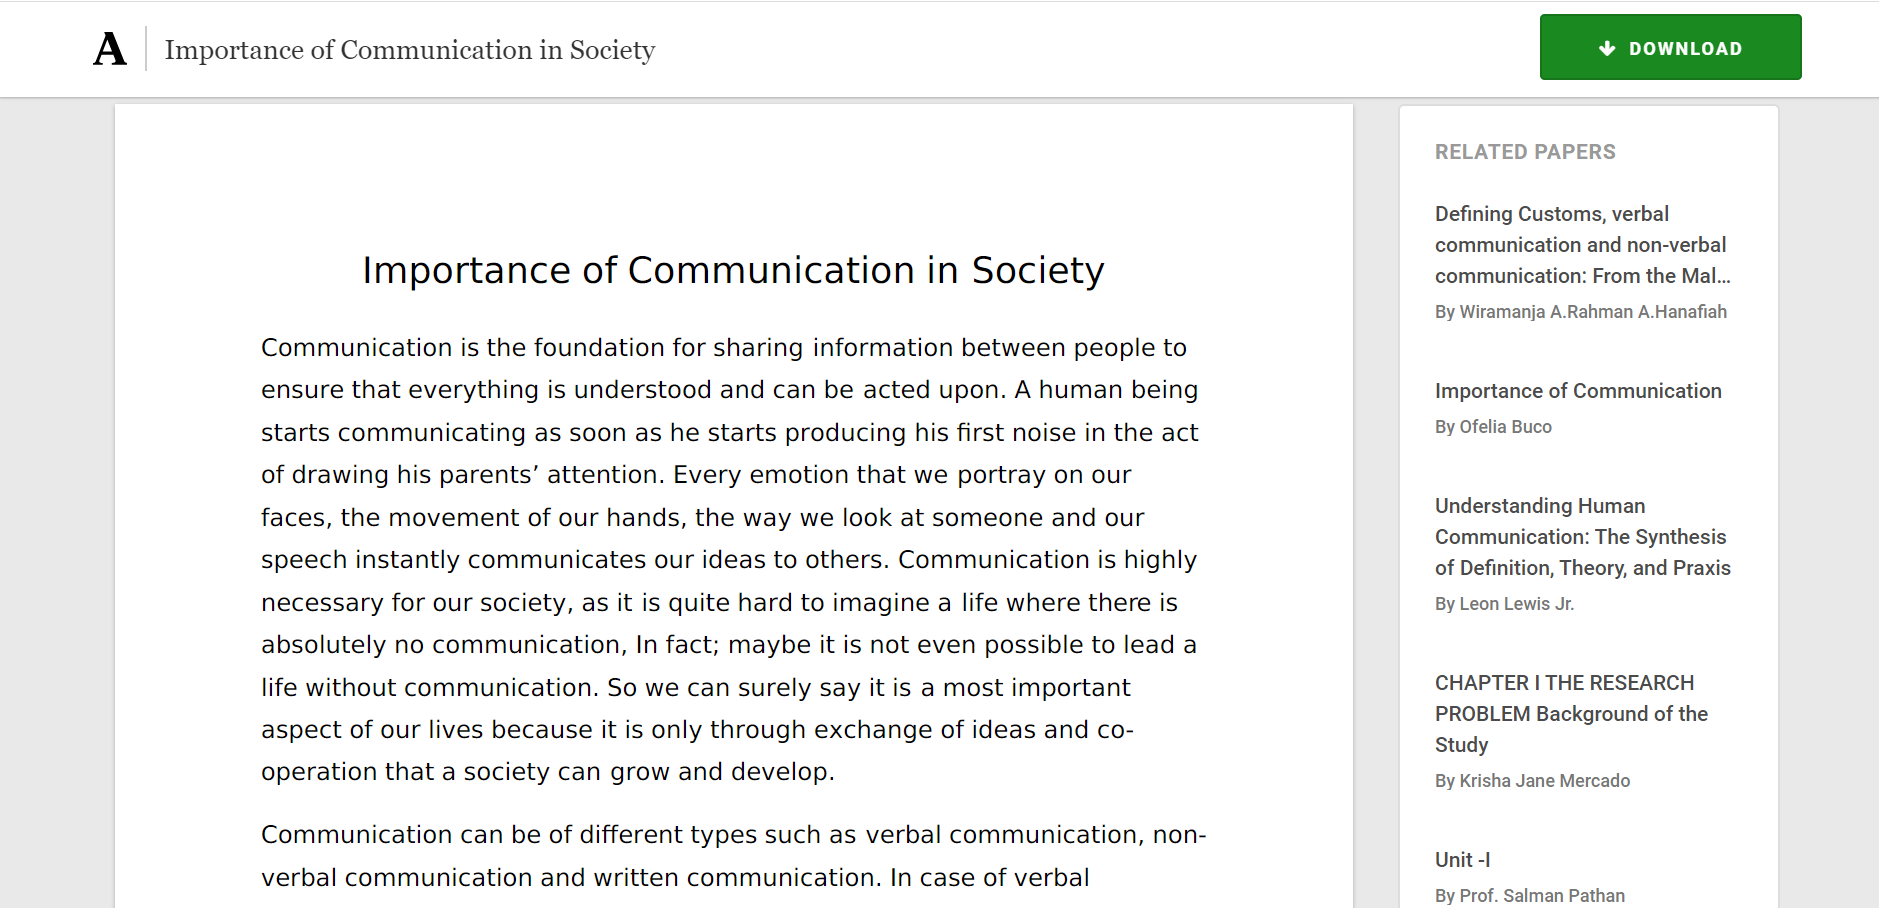 A
Importance of Communication in Society
DOWNLOAD
Importance of Communication in Society
Communication is the foundation for sharing information between people to
ensure that everything is understood and can be acted upon. A human being
starts communicating as soon as he starts producing his first noise in the act
of drawing his parents’ attention. Every emotion that we portray on our
faces, the movement of our hands, the way we look at someone and our
speech instantly communicates our ideas to others. Communication is highly
necessary for our society, as it is quite hard to imagine a life where there is
absolutely no communication, In fact; maybe it is not even possible to lead a
life without communication. So we can surely say it is a most important
aspect of our lives because it is only through exchange of ideas and co-
operation that a society can grow and develop.
Communication can be of different types such as verbal communication, non-
verbal communication and written communication. In case of verbal
RELATED PAPERS
Defining Customs, verbal
communication and non-verbal
communication: From the Mal...
By Wiramanja A.Rahman A.Hanafiah
Importance of Communication
By Ofelia Buco
Understanding Human
Communication: The Synthesis
of Definition, Theory, and Praxis
By Leon Lewis Jr.
CHAPTER I THE RESEARCH
PROBLEM Background of the
Study
By Krisha Jane Mercado
Unit -I
By Prof. Salman Pathan